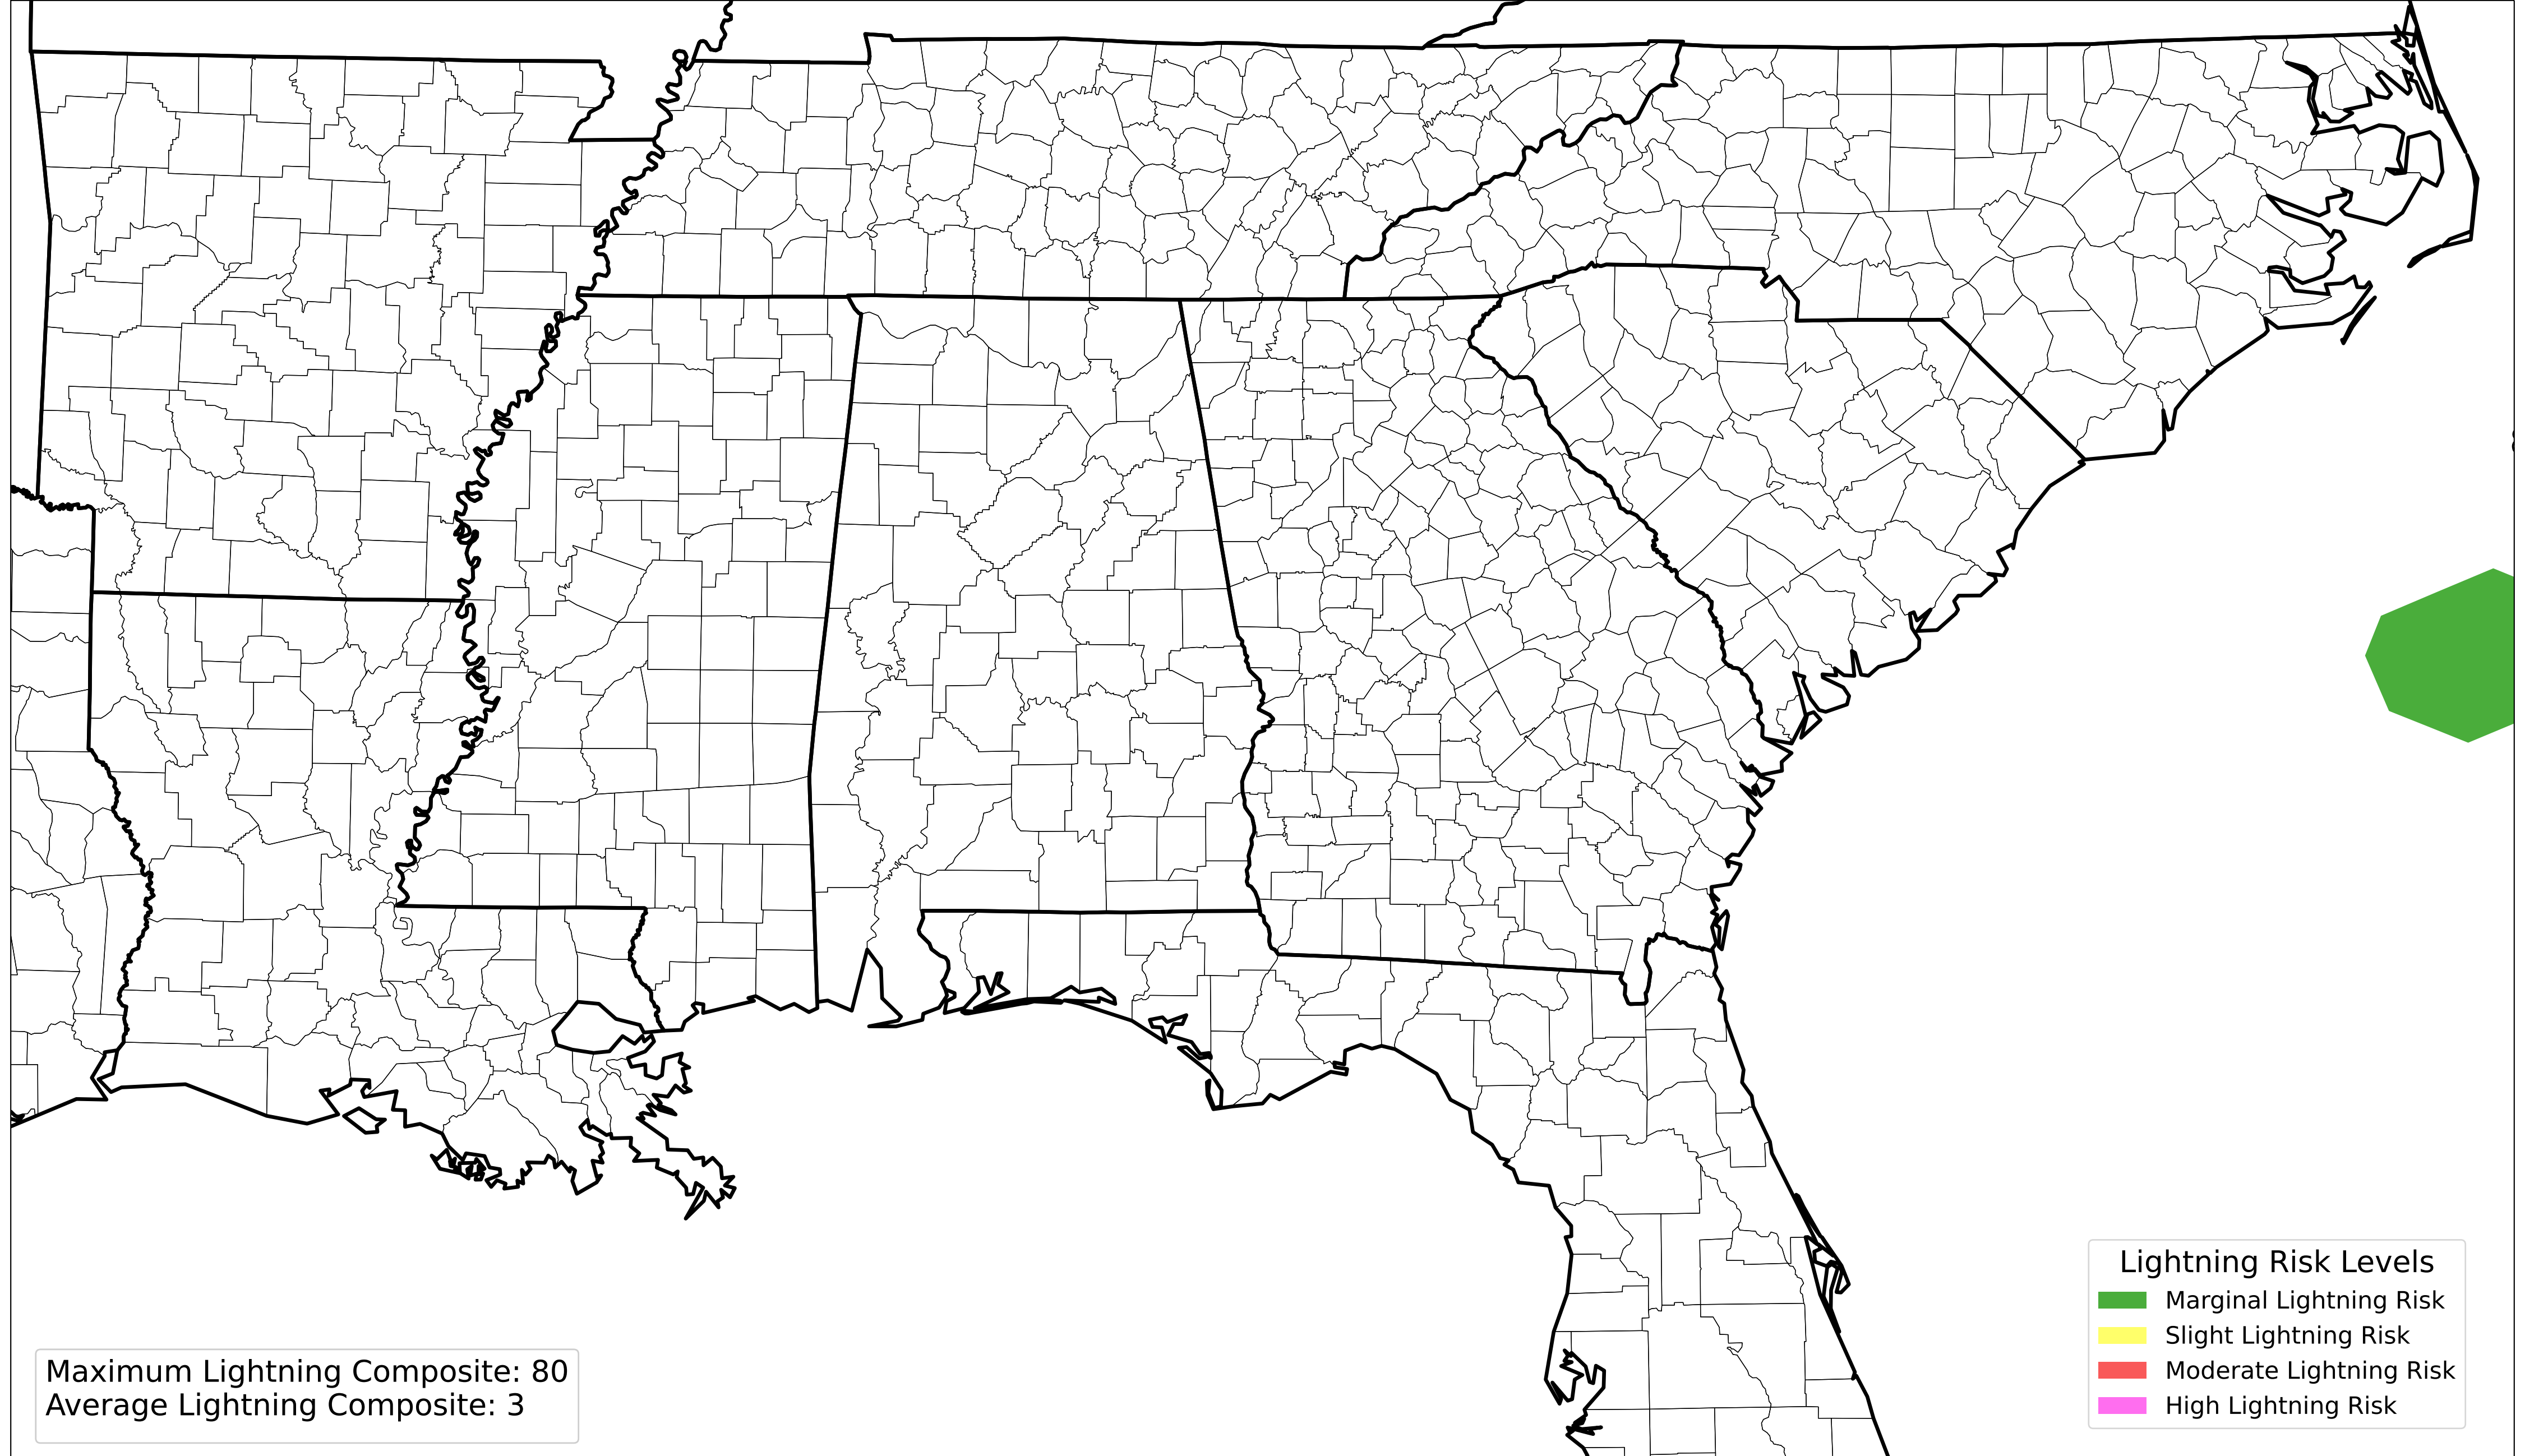 Lightning Risk Levels
Marginal Lightning Risk
Slight Lightning Risk
Moderate Lightning Risk
High Lightning Risk
Maximum Lightning Composite: 80
Average Lightning Composite: 3